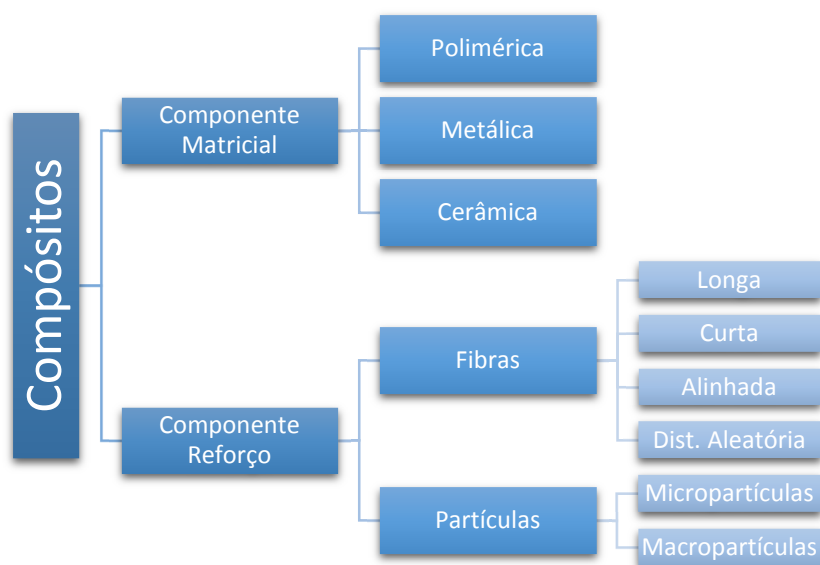 Compósitos
Componente
Matricial
Polimérica
Metálica
Cerâmica
Componente
Reforço
Fibras
Longa
Curta
Alinhada
Dist. Aleatória
Partículas
Micropartículas
Macropartículas